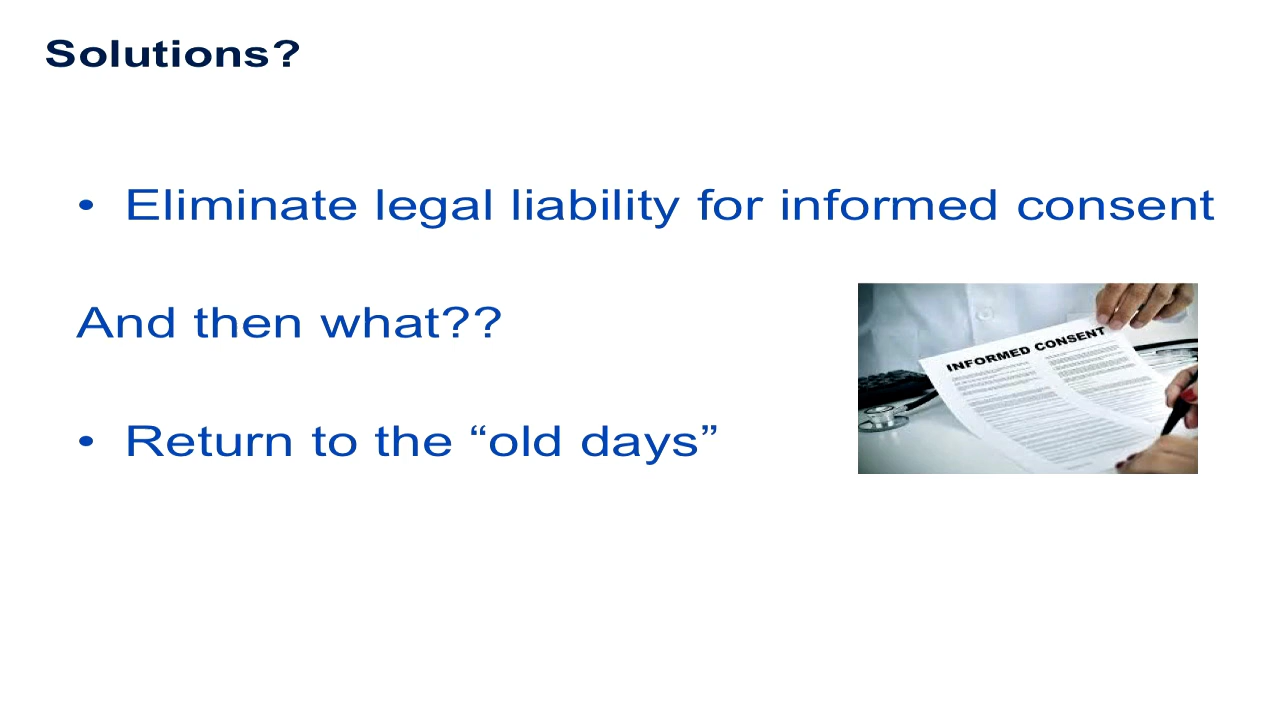 Solutions?
• Eliminate legal liability for informed consent
And then what??
INFORMED CONSENT
• Return to the “old days”